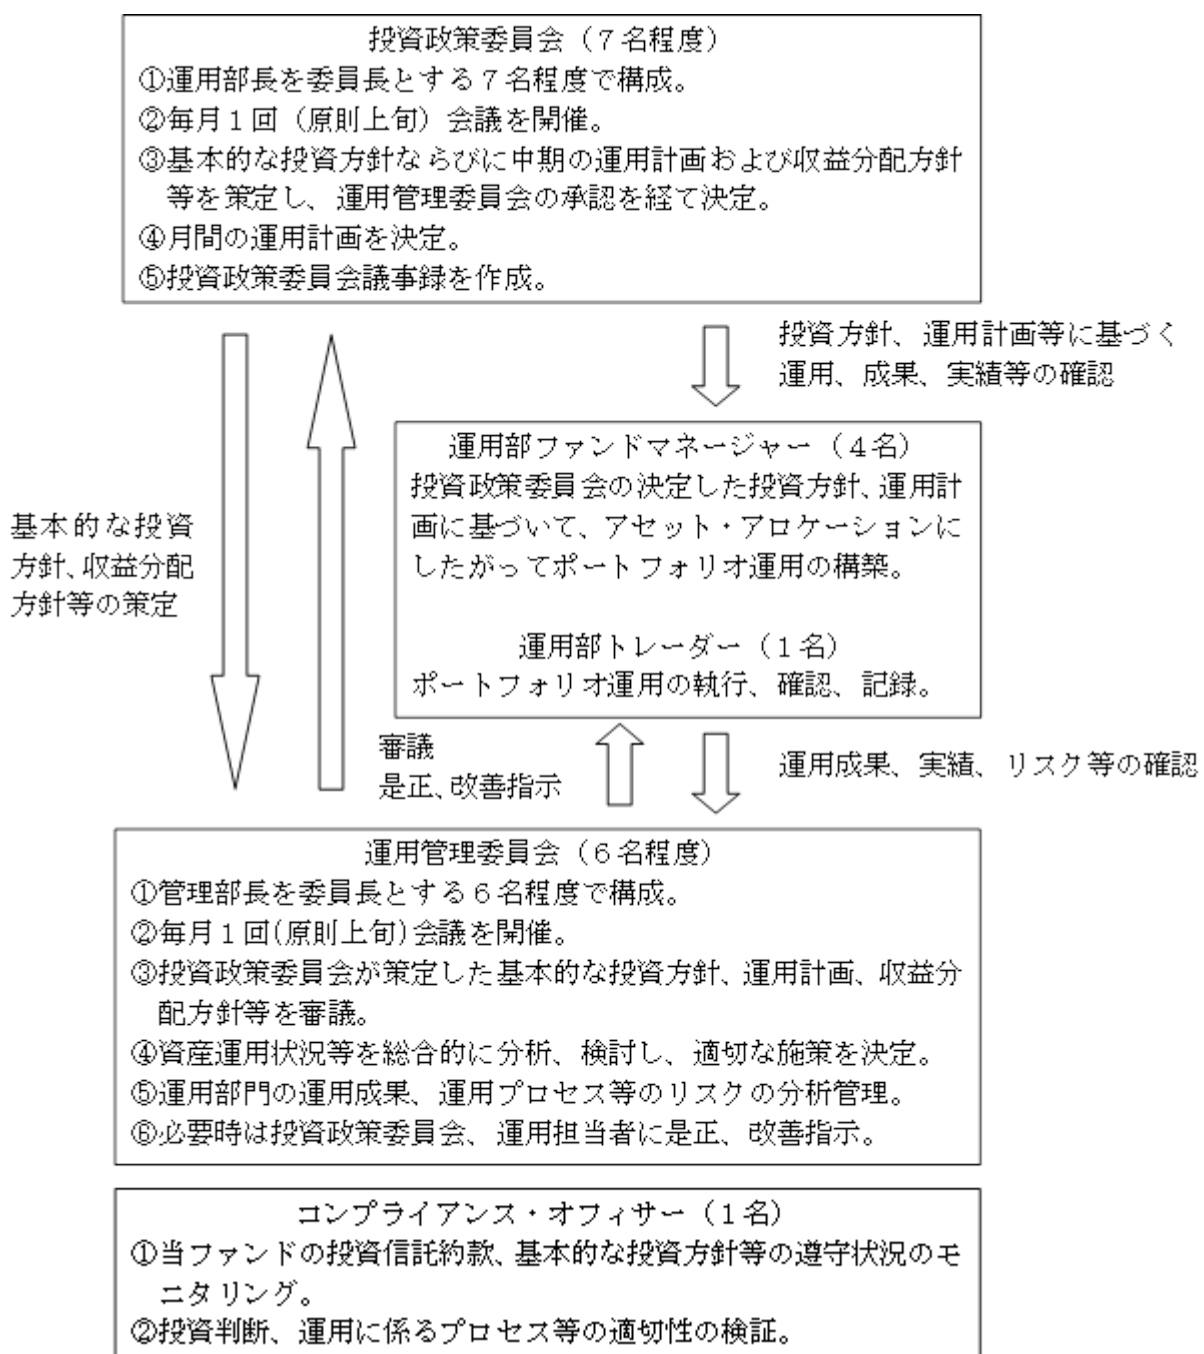 投資政策委員会（７名程度）
①運用部長を委員長とする７名程度で構成。
②毎月１回（原則上旬）会議を開催。
③基本的な投資方針ならびに中期の運用計画および収益分配方針
等を策定し、運用管理委員会の承認を経て決定。
④月間の運用計画を決定。
⑤投資政策委員会議事録を作成。
投資方針、運用計画等に基づく
運用、成果、実績等の確認
運用部ファンドマネージャー（４名）
投資政策委員会の決定した投資方針、運用計
画に基づいて、アセット・アロケーションに
したがってポートフォリオ運用の構築。
運用部トレーダー（１名）
ポートフォリオ運用の執行、確認、記録。
基本的な投資
方針、収益分配
方針等の策定
審議
是正、改善指示
運用成果、実績、リスク等の確認
運用管理委員会（６名程度）
①管理部長を委員長とする６名程度で構成。
②毎月１回(原則上旬)会議を開催。
③投資政策委員会が策定した基本的な投資方針、運用計画、収益分
配方針等を審議。
④資産運用状況等を総合的に分析、検討し、適切な施策を決定。
⑤運用部門の運用成果、運用プロセス等のリスクの分析管理。
⑥必要時は投資政策委員会、運用担当者に是正、改善指示。
コンプライアンス・オフィサー（１名）
①当ファンドの投資信託約款、基本的な投資方針等の遵守状況のモ
ニタリング。
②投資判断、運用に係るプロセス等の適切性の検証。